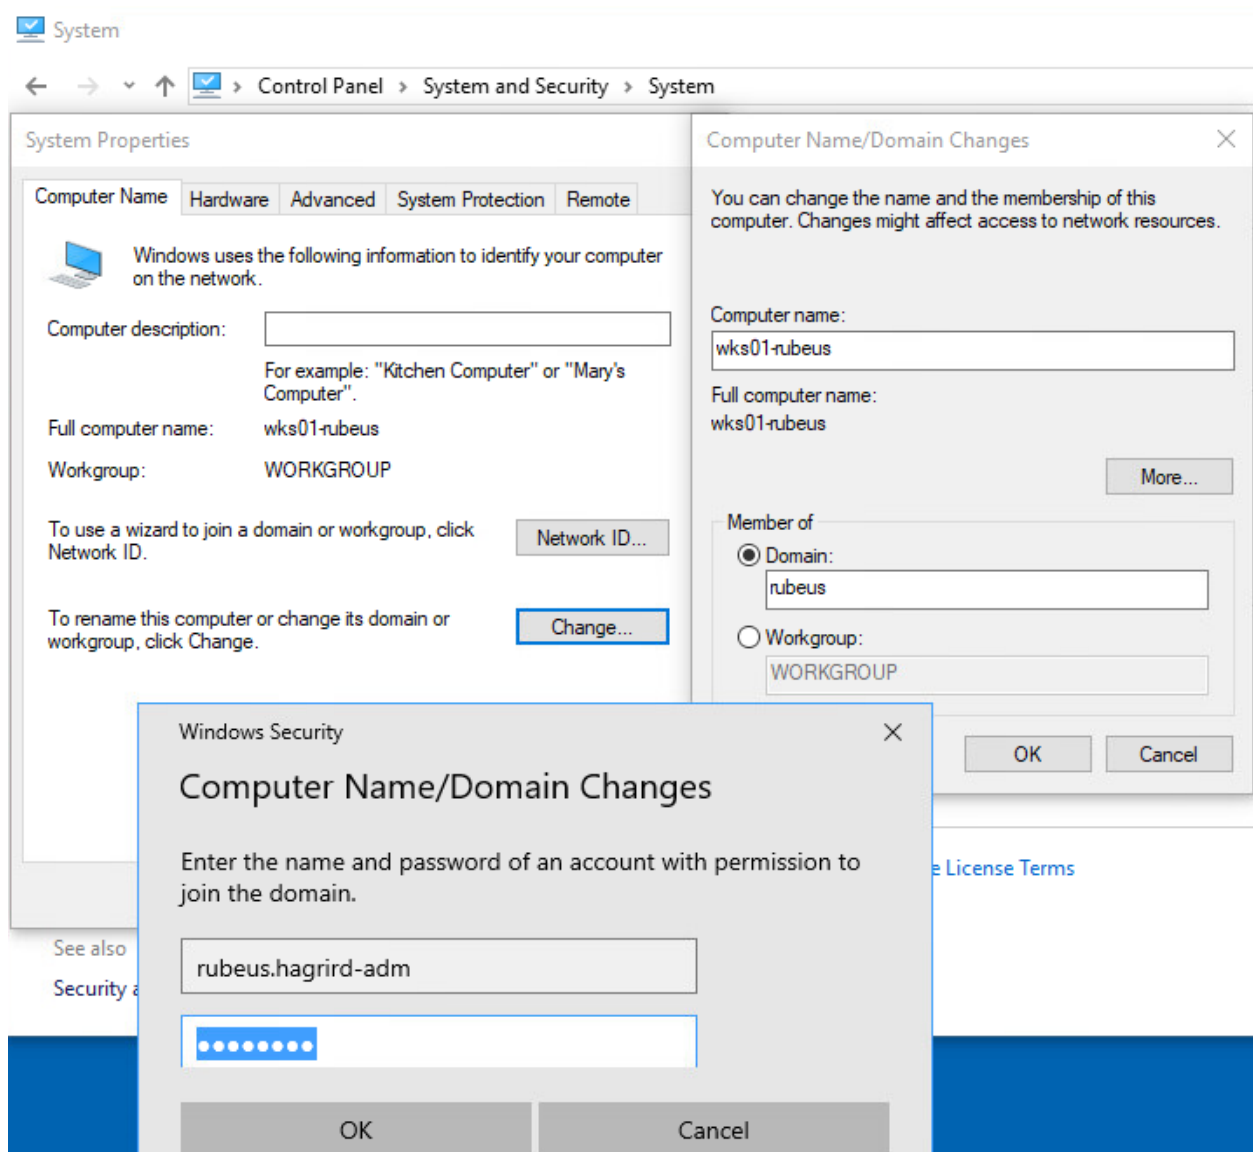 System
Control Panel > System and Security > System
System Properties
Computer Name Hardware Advanced System Protection Remote
Windows uses the following information to identify your computer
on the network.
Computer description:
For example: "Kitchen Computer" or "Mary's
Computer".
Full computer name: wks01-rubeus
Workgroup: WORKGROUP
To use a wizard to join a domain or workgroup, click
Network ID.
Network ID...
To rename this computer or change its domain or
workgroup, click Change.
Change...
Computer Name/Domain Changes
You can change the name and the membership of this
computer. Changes might affect access to network resources.
Computer name:
wks01-rubeus
Full computer name:
wks01-rubeus
More...
Member of
Domain:
rubeus
Workgroup:
WORKGROUP
OK Cancel
Windows Security
Computer Name/Domain Changes
Enter the name and password of an account with permission to
join the domain.
rubeus.hagrird-adm
OK Cancel
e License Terms
See also
Security